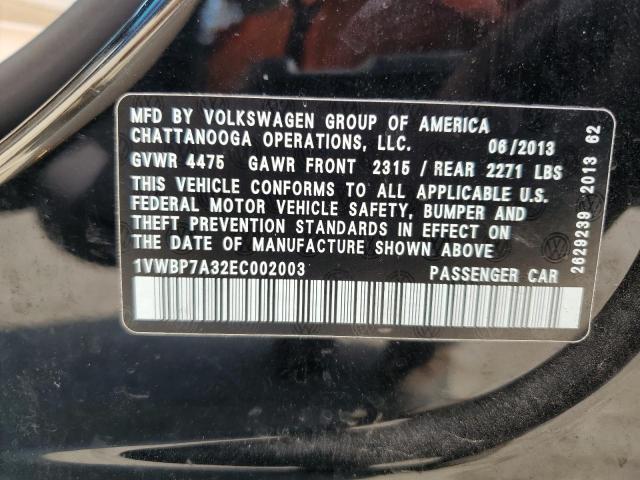 MFD BY VOLKSWAGEN GROUP OF AMERICA
CHATTANOOGA OPERATIONS, LLC. 06/2013
GVWR 4475 GAWR FRONT 2315 / REAR 2271 LBS
THIS VEHICLE CONFORMS TO ALL APPLICABLE U.S.
FEDERAL MOTOR VEHICLE SAFETY, BUMPER AND
THEFT PREVENTION STANDARDS IN EFFECT ON
THE DATE OF MANUFACTURE SHOWN ABOVE
1VWBP7A32EC002003 PASSENGER CAR
2629239 2013 62